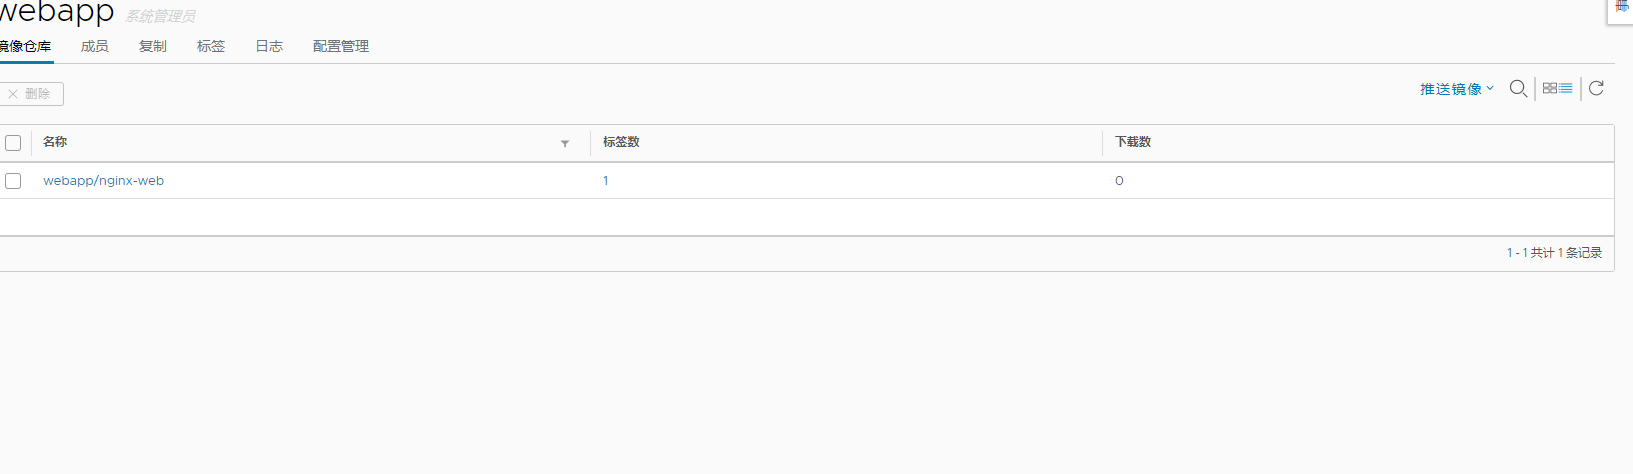 webapp 系统管理员
镜像仓库 成员 复制 标签 日志 配置管理
删除 推送镜像
名称 标签数 下载数
webapp/nginx-web 1 0
1 - 1 共计 1 条记录